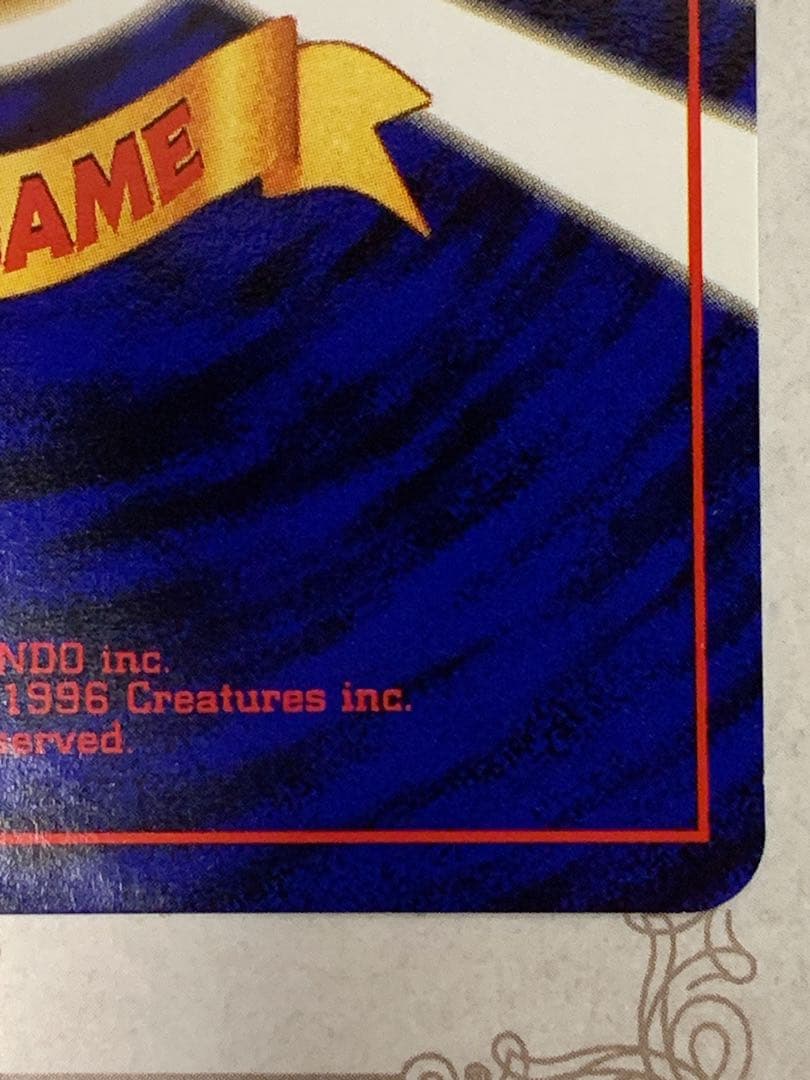 AME
NDO inc.
1996 Creatures inc.
served.